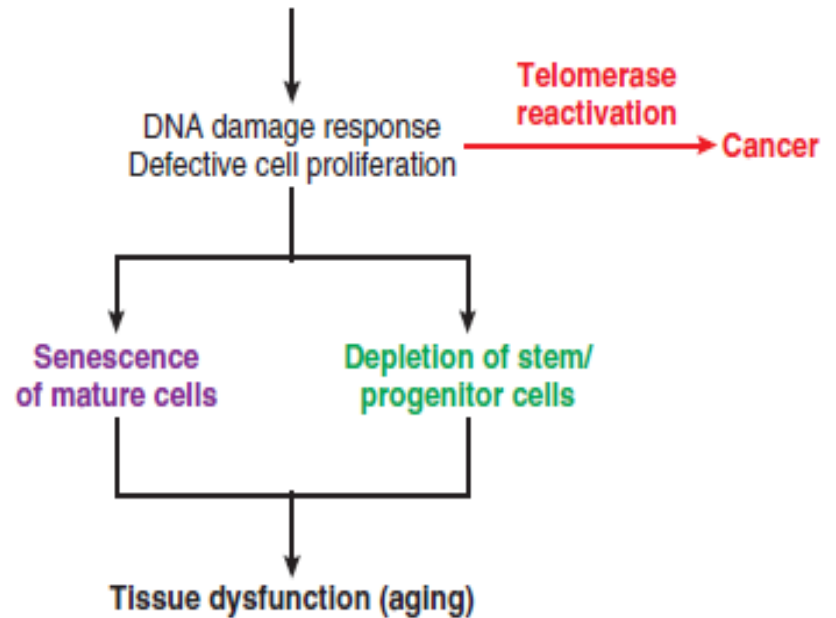 Telomerase
reactivation
DNA damage response
Defective cell proliferation
Cancer
Senescence
of mature cells
Depletion of stem/
progenitor cells
Tissue dysfunction (aging)